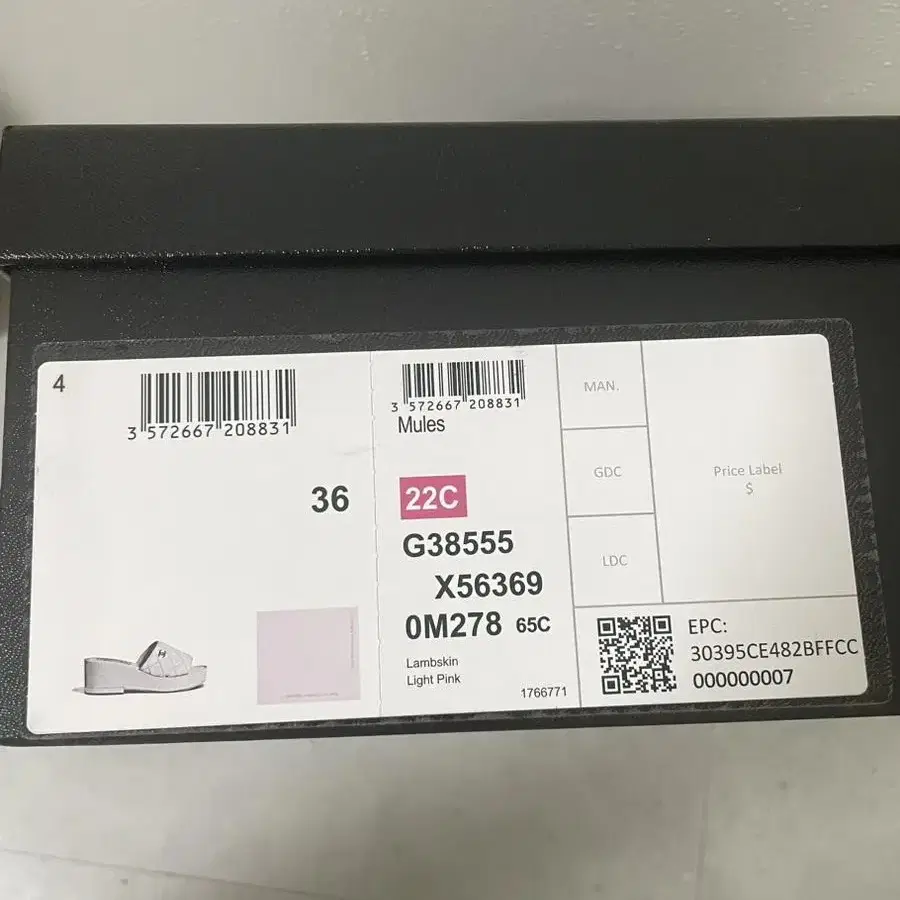 4
3 572667 208831
36
3 572667 208831
Mules
22C
G38555
X56369
0M278 65C
Lambskin
Light Pink
1766771
MAN.
GDC
LDC
Price Label
$
EPC:
30395CE482BFFCC
000000007